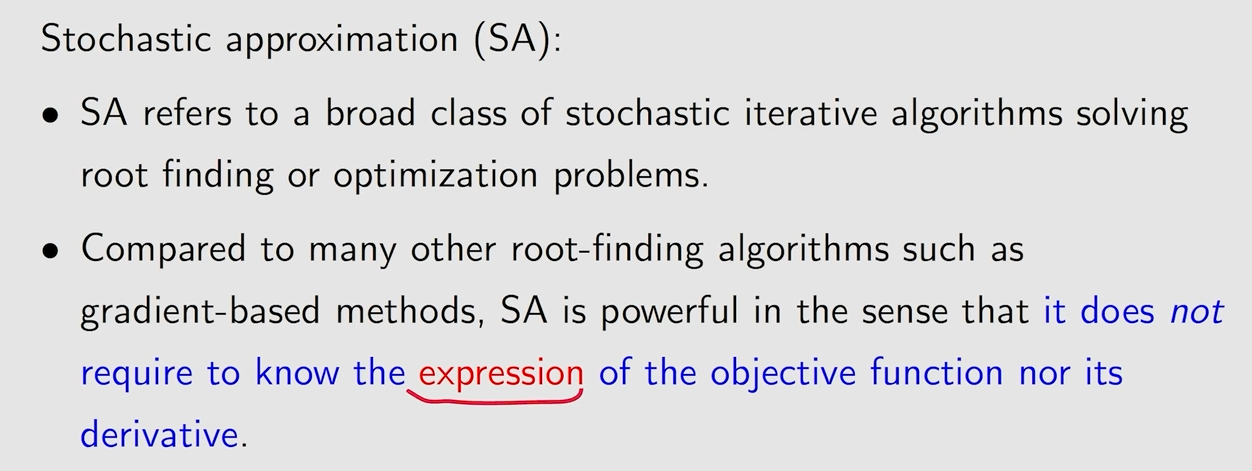 Stochastic approximation (SA):
• SA refers to a broad class of stochastic iterative algorithms solving
root finding or optimization problems.
• Compared to many other root-finding algorithms such as
gradient-based methods, SA is powerful in the sense that it does not
require to know the expression of the objective function nor its
derivative.